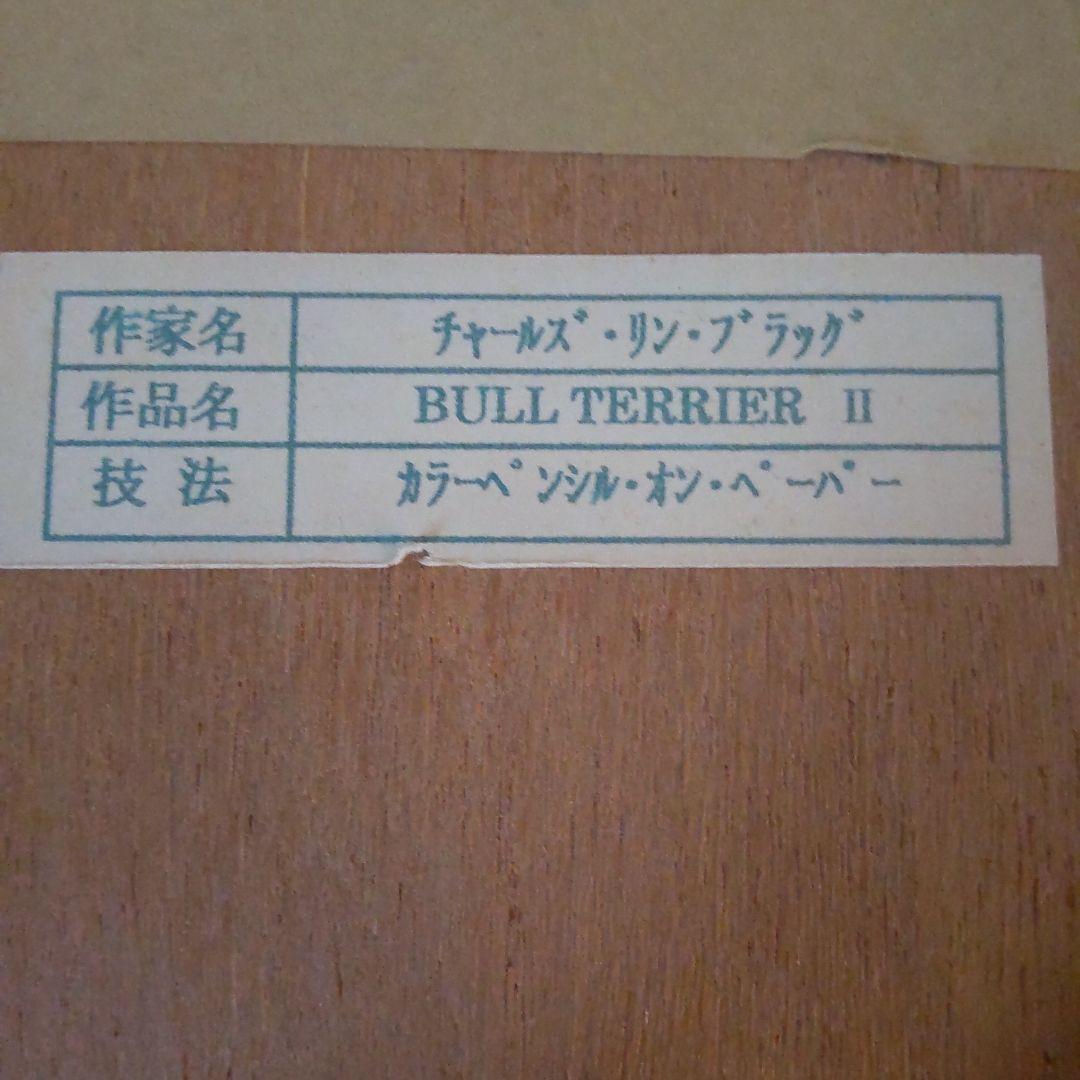 作家名 ﾁｬｰﾙｽﾞ・ﾘﾝ・ﾌﾞﾗｯｸﾞ
作品名 BULL TERRIER II
技 法 ｶﾗｰﾍﾟﾝｼﾙ・ｵﾝ・ﾍﾟｰﾊﾟｰ